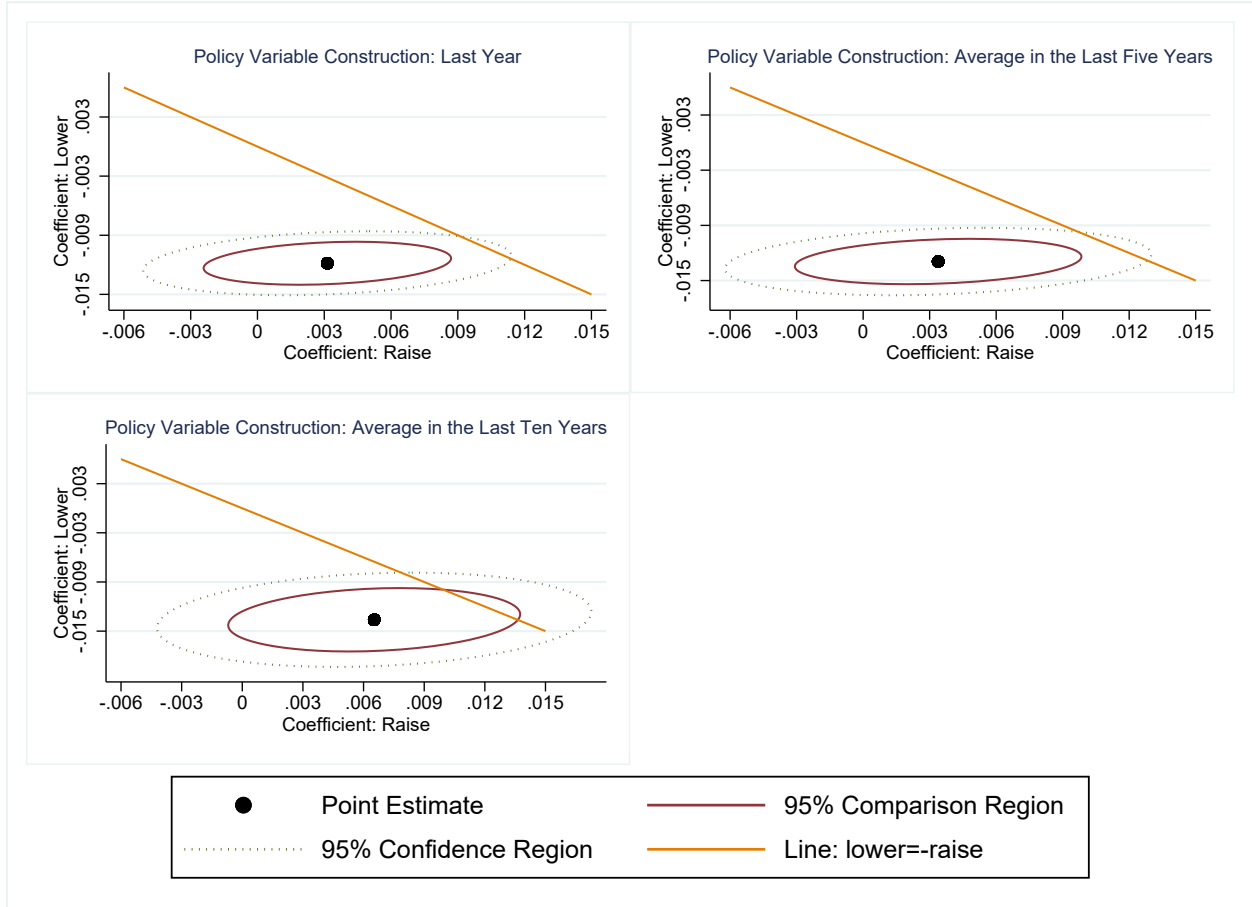 Policy Variable Construction: Last Year
Coefficient: Lower
.003
-.003
-.009
-.015
-.006 -.003 0 .003 .006 .009 .012 .015
Coefficient: Raise
Policy Variable Construction: Average in the Last Five Years
Coefficient: Lower
.003
-.003
-.009
-.015
-.006 -.003 0 .003 .006 .009 .012 .015
Coefficient: Raise
Policy Variable Construction: Average in the Last Ten Years
Coefficient: Lower
.003
-.003
-.009
-.015
-.006 -.003 0 .003 .006 .009 .012 .015
Coefficient: Raise
Point Estimate
95% Comparison Region
95% Confidence Region
Line: lower=-raise